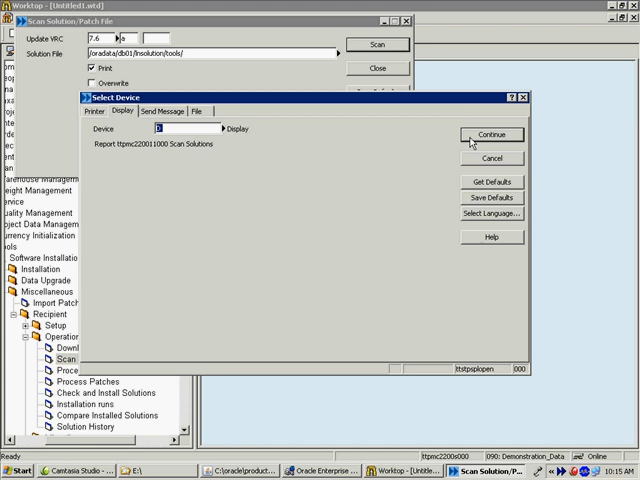 Worktop - [Untitled1.wtd]
Scan Solution/Patch File
Update VRC 7.6 a
Solution File /oradata/db01/lnsolution/tools/
Print
Overwrite
Scan
Close
Select Device
Printer Display Send Message File
Device D Display
Report ttpmc220011000 Scan Solutions
Continue
Cancel
Get Defaults
Save Defaults
Select Language...
Help
ttstpsplopen 000
eight Management
ervice
uality Management
oject Data Management
urrency Initialization
ools
Software Installatio
Installation
Data Upgrade
Miscellaneous
Import Patch
Recipient
Setup
Operation
Downl
Scan
Proce
Process Patches
Check and Install Solutions
Installation runs
Compare Installed Solutions
Solution History
Ready ttpmc2200s000 090: Demonstration_Data Online
Start Camtasia Studio - ... E:\ C:\oracle\product... Oracle Enterprise ... Worktop - [Untitle... Scan Solution/P... 10:15 AM